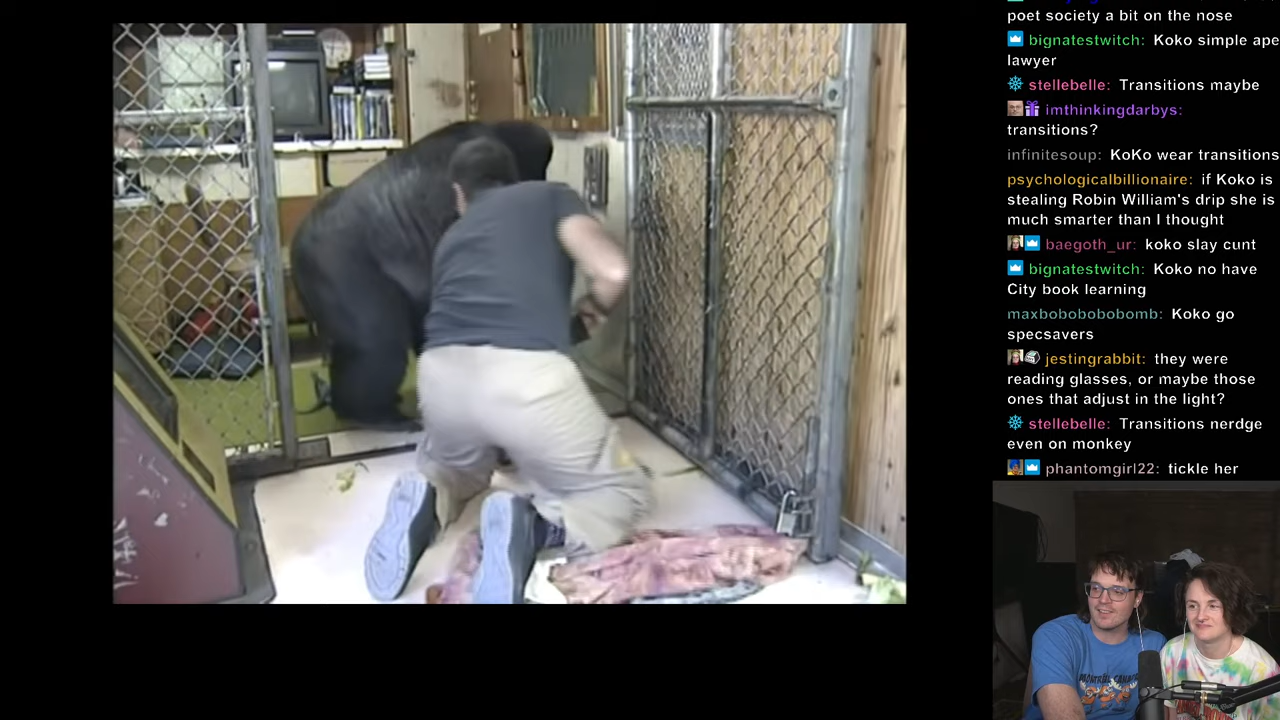 poet society a bit on the nose
bignatestwitch: Koko simple ape
lawyer
stellebelle: Transitions maybe
imthinkingdarbys:
transitions?
infinitesoup: KoKo wear transitions
psychologicalbillionaire: if Koko is
stealing Robin William's drip she is
much smarter than I thought
baegoth_ur: koko slay cunt
bignatestwitch: Koko no have
City book learning
maxbobobobobomb: Koko go
specsavers
jestingrabbit: they were
reading glasses, or maybe those
ones that adjust in the light?
stellebelle: Transitions nerdge
even on monkey
phantomgirl22: tickle her